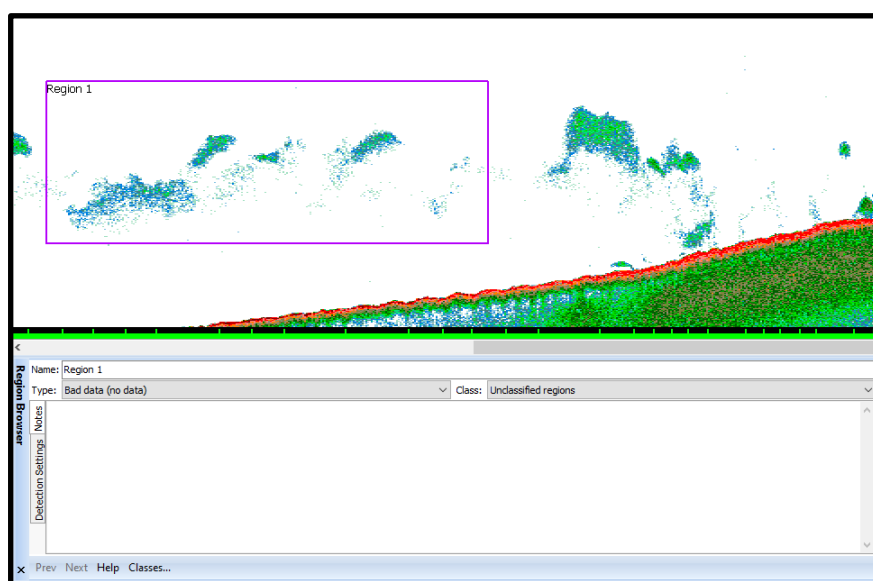 Region 1
<
Region Browser
Name: Region 1
Type: Bad data (no data) Class: Unclassified regions
Notes
Detection Settings
× Prev Next Help Classes...